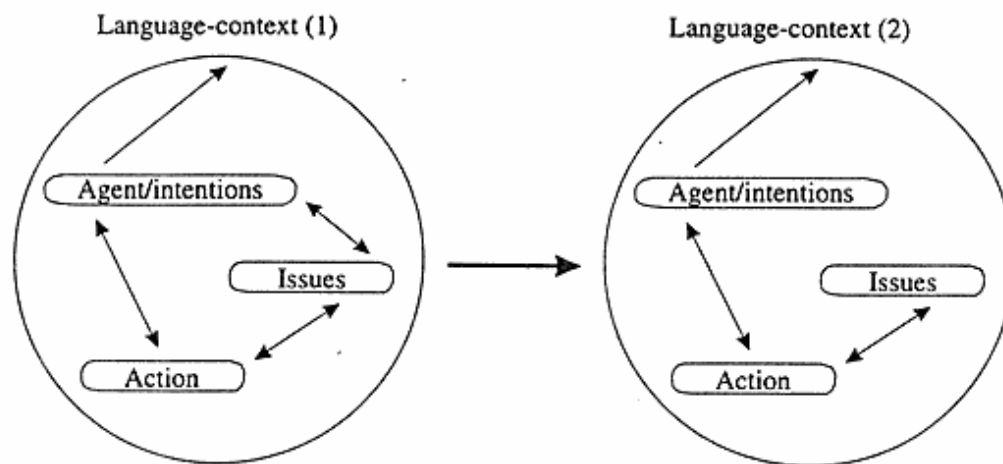 Language-context (1)
Language-context (2)
Agent/intentions
Issues
Action
Agent/intentions
Issues
Action